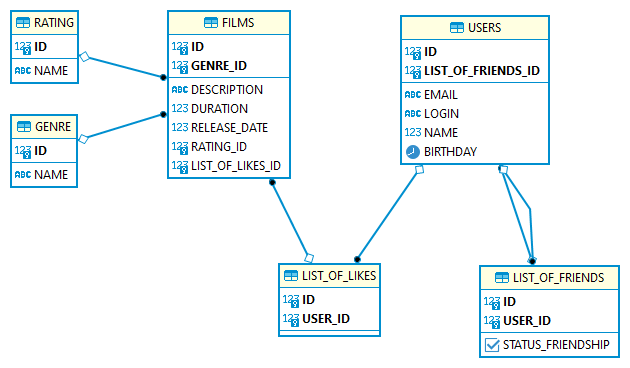 RATING
123 ID
ABC NAME
GENRE
123 ID
ABC NAME
FILMS
123 ID
123 GENRE_ID
ABC DESCRIPTION
123 DURATION
123 RELEASE_DATE
123 RATING_ID
123 LIST_OF_LIKES_ID
USERS
123 ID
ABC LIST_OF_FRIENDS_ID
ABC EMAIL
ABC LOGIN
123 NAME
BIRTHDAY
LIST_OF_LIKES
123 ID
123 USER_ID
LIST_OF_FRIENDS
123 ID
123 USER_ID
STATUS_FRIENDSHIP